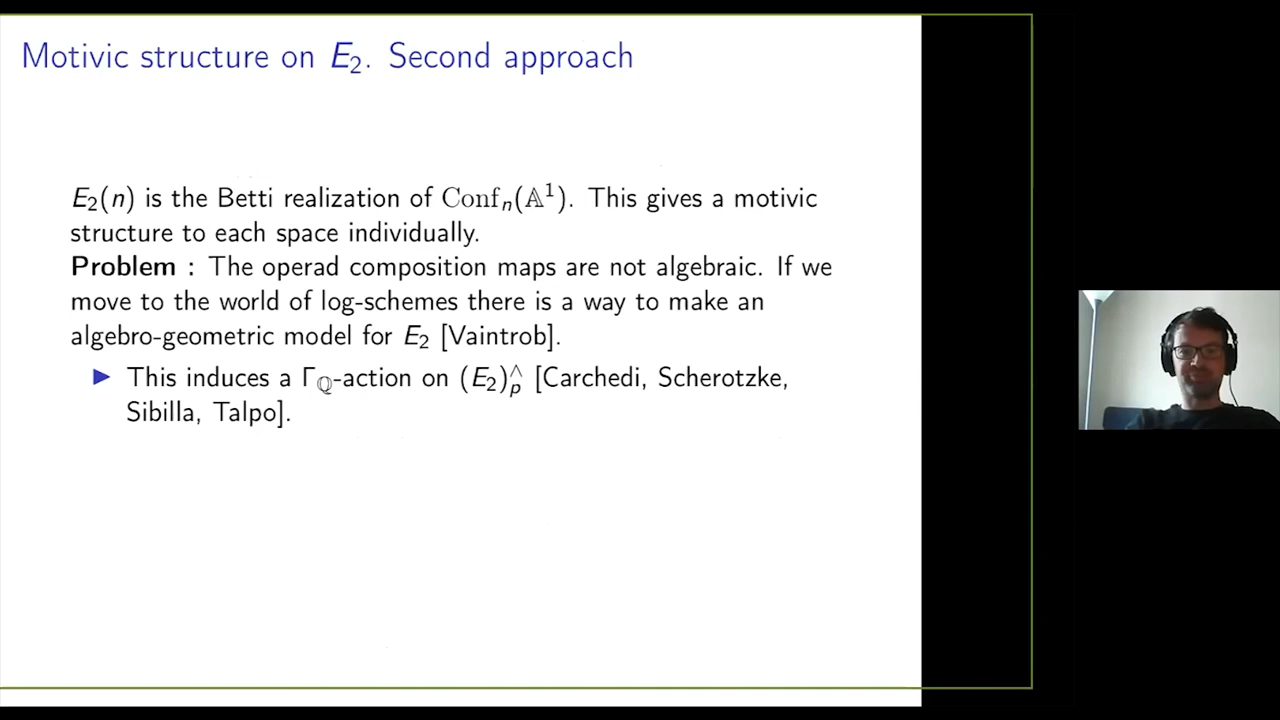 Motivic structure on E₂. Second approach
E₂(n) is the Betti realization of Conf_n(𝔸¹). This gives a motivic
structure to each space individually.
Problem : The operad composition maps are not algebraic. If we
move to the world of log-schemes there is a way to make an
algebro-geometric model for E₂ [Vaintrob].
▶ This induces a Γ_ℚ-action on (E₂)^∧_p [Carchedi, Scherotzke,
Sibilla, Talpo].